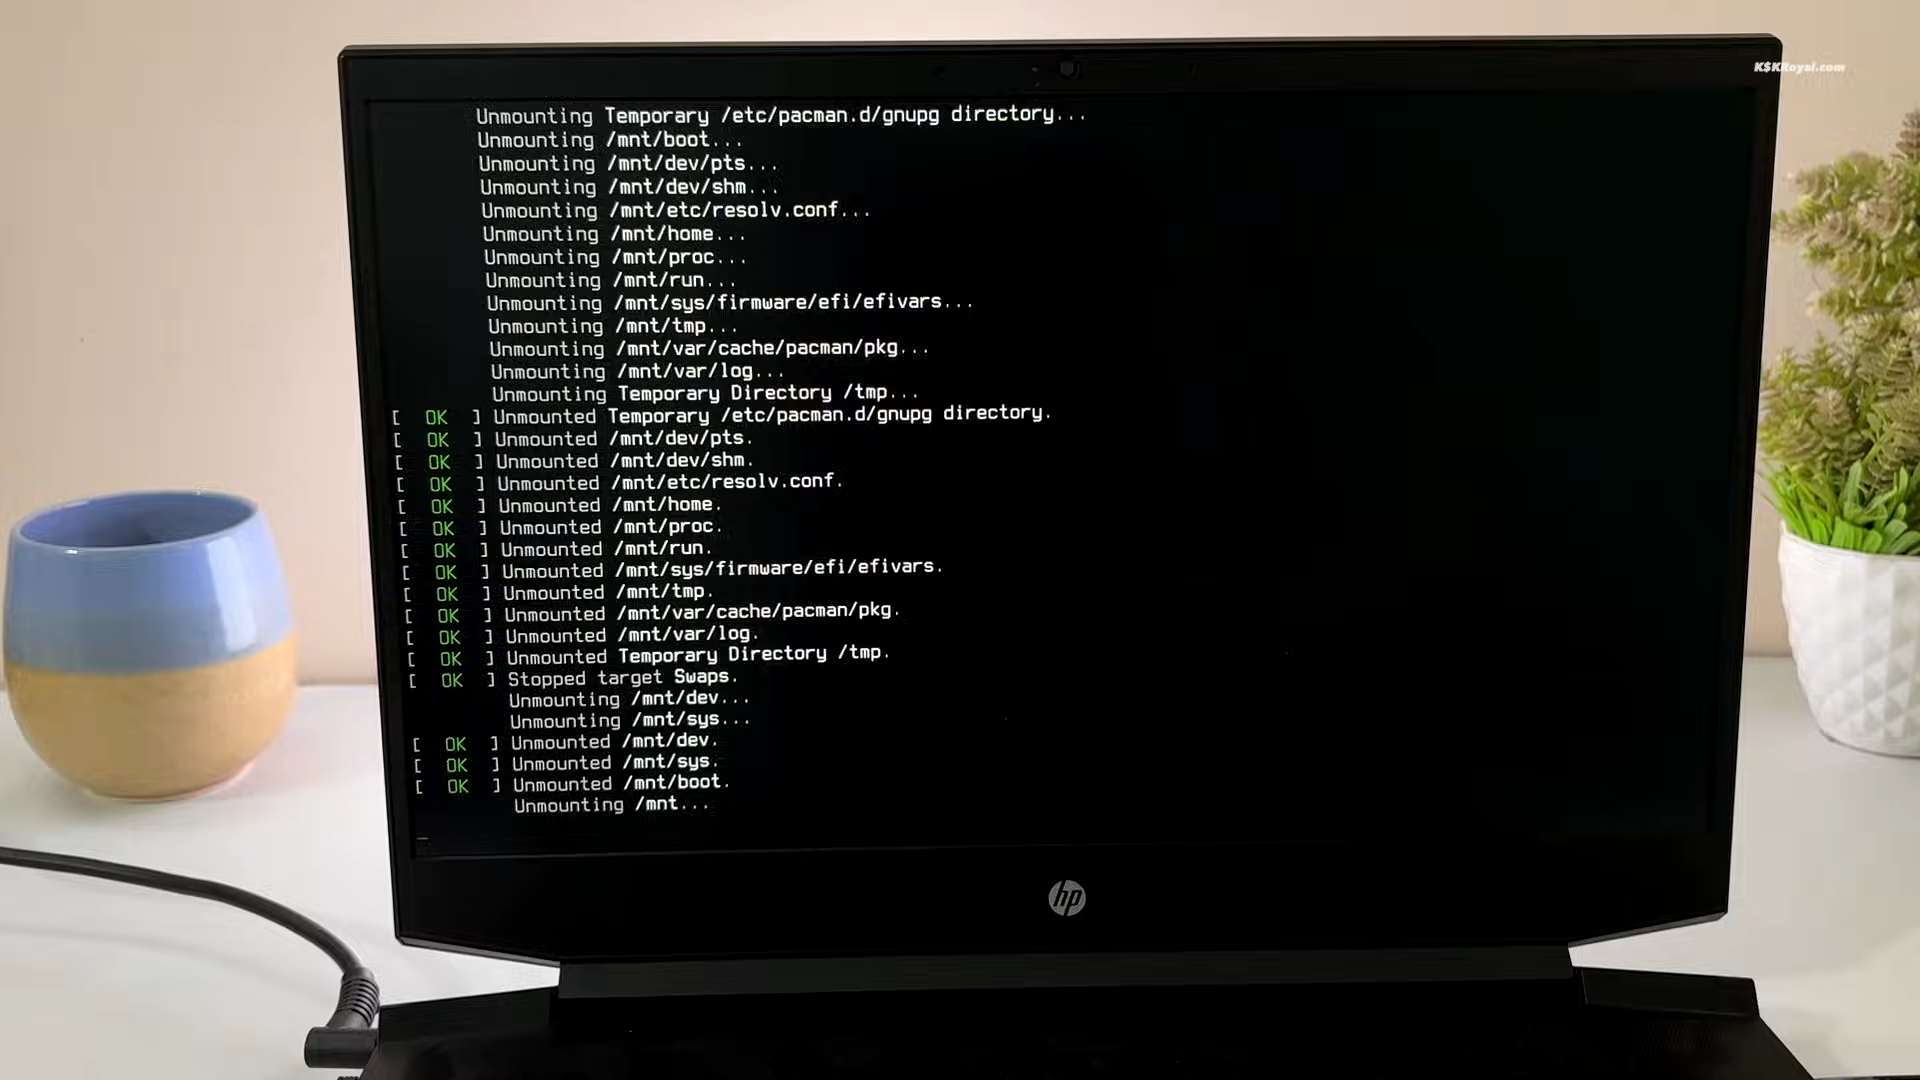 K$KRoyal.com
Unmounting Temporary /etc/pacman.d/gnupg directory...
Unmounting /mnt/boot...
Unmounting /mnt/dev/pts...
Unmounting /mnt/dev/shm...
Unmounting /mnt/etc/resolv.conf...
Unmounting /mnt/home...
Unmounting /mnt/proc...
Unmounting /mnt/run...
Unmounting /mnt/sys/firmware/efi/efivars...
Unmounting /mnt/tmp...
Unmounting /mnt/var/cache/pacman/pkg...
Unmounting /mnt/var/log...
Unmounting Temporary Directory /tmp...
[ OK ] Unmounted Temporary /etc/pacman.d/gnupg directory.
[ OK ] Unmounted /mnt/dev/pts.
[ OK ] Unmounted /mnt/dev/shm.
[ OK ] Unmounted /mnt/etc/resolv.conf.
[ OK ] Unmounted /mnt/home.
[ OK ] Unmounted /mnt/proc.
[ OK ] Unmounted /mnt/run.
[ OK ] Unmounted /mnt/sys/firmware/efi/efivars.
[ OK ] Unmounted /mnt/tmp.
[ OK ] Unmounted /mnt/var/cache/pacman/pkg.
[ OK ] Unmounted /mnt/var/log.
[ OK ] Unmounted Temporary Directory /tmp.
[ OK ] Stopped target Swaps.
Unmounting /mnt/dev...
Unmounting /mnt/sys...
[ OK ] Unmounted /mnt/dev.
[ OK ] Unmounted /mnt/sys.
[ OK ] Unmounted /mnt/boot.
Unmounting /mnt...
hp